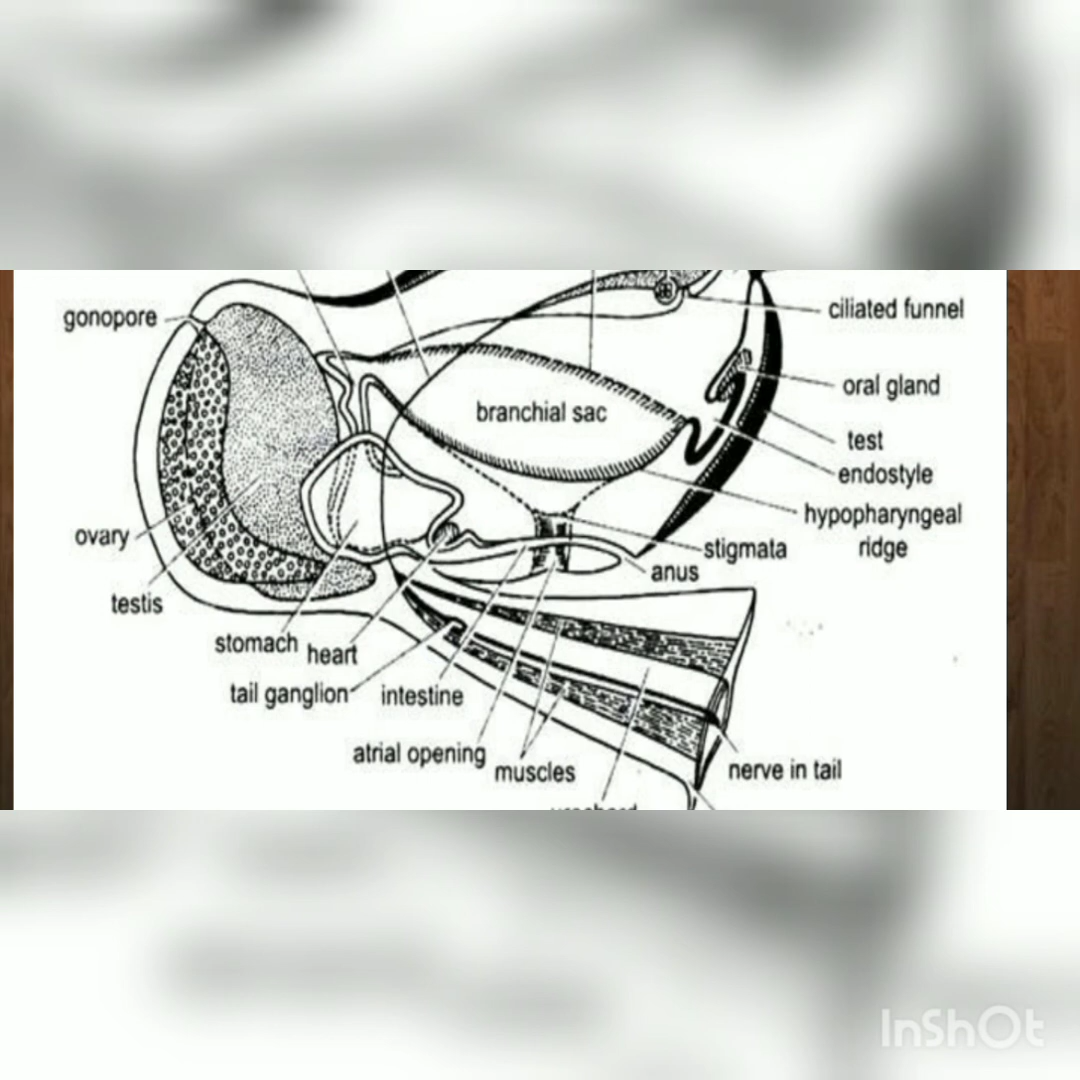 gonopore
ciliated funnel
oral gland
branchial sac
test
endostyle
hypopharyngeal
ridge
ovary
stigmata
anus
testis
stomach
heart
tail ganglion
intestine
atrial opening
muscles
nerve in tail
InShOt